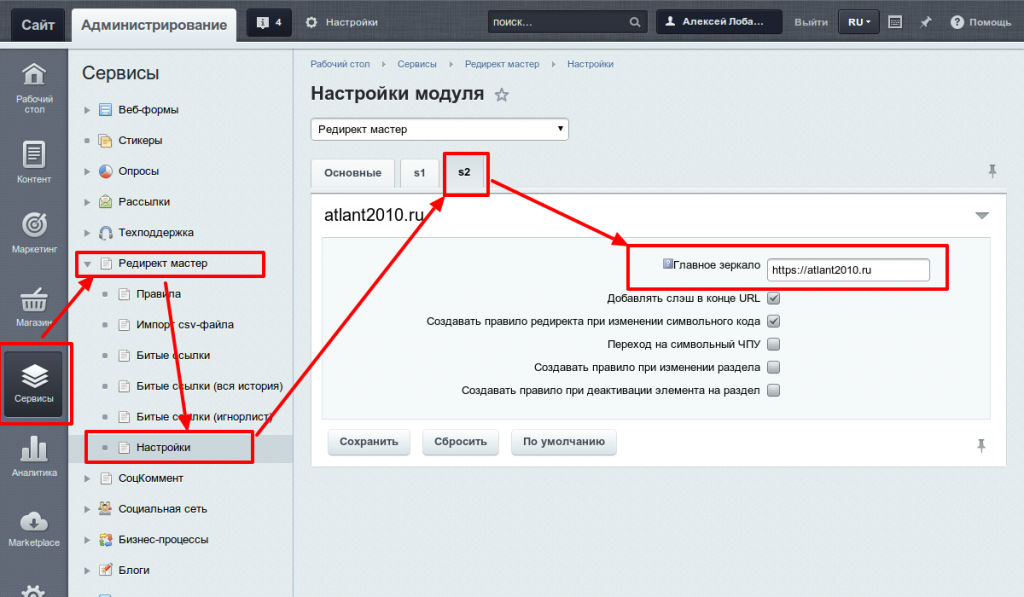 Сайт
Администрирование
4
Настройки
поиск...
Алексей Лоба...
Выйти
RU
Помощь
Рабочий стол
Контент
Маркетинг
Магазин
Сервисы
Аналитика
Marketplace
Сервисы
Веб-формы
Стикеры
Опросы
Рассылки
Техподдержка
Редирект мастер
Правила
Импорт csv-файла
Битые ссылки
Битые ссылки (вся история)
Битые ссылки (игнорлист)
Настройки
СоцКоммент
Социальная сеть
Бизнес-процессы
Блоги
Рабочий стол Сервисы Редирект мастер Настройки
Настройки модуля
Редирект мастер
Основные
s1
s2
atlant2010.ru
Главное зеркало https://atlant2010.ru
Добавлять слэш в конце URL
Создавать правило редиректа при изменении символьного кода
Переход на символьный ЧПУ
Создавать правило при изменении раздела
Создавать правило при деактивации элемента на раздел
Сохранить
Сбросить
По умолчанию